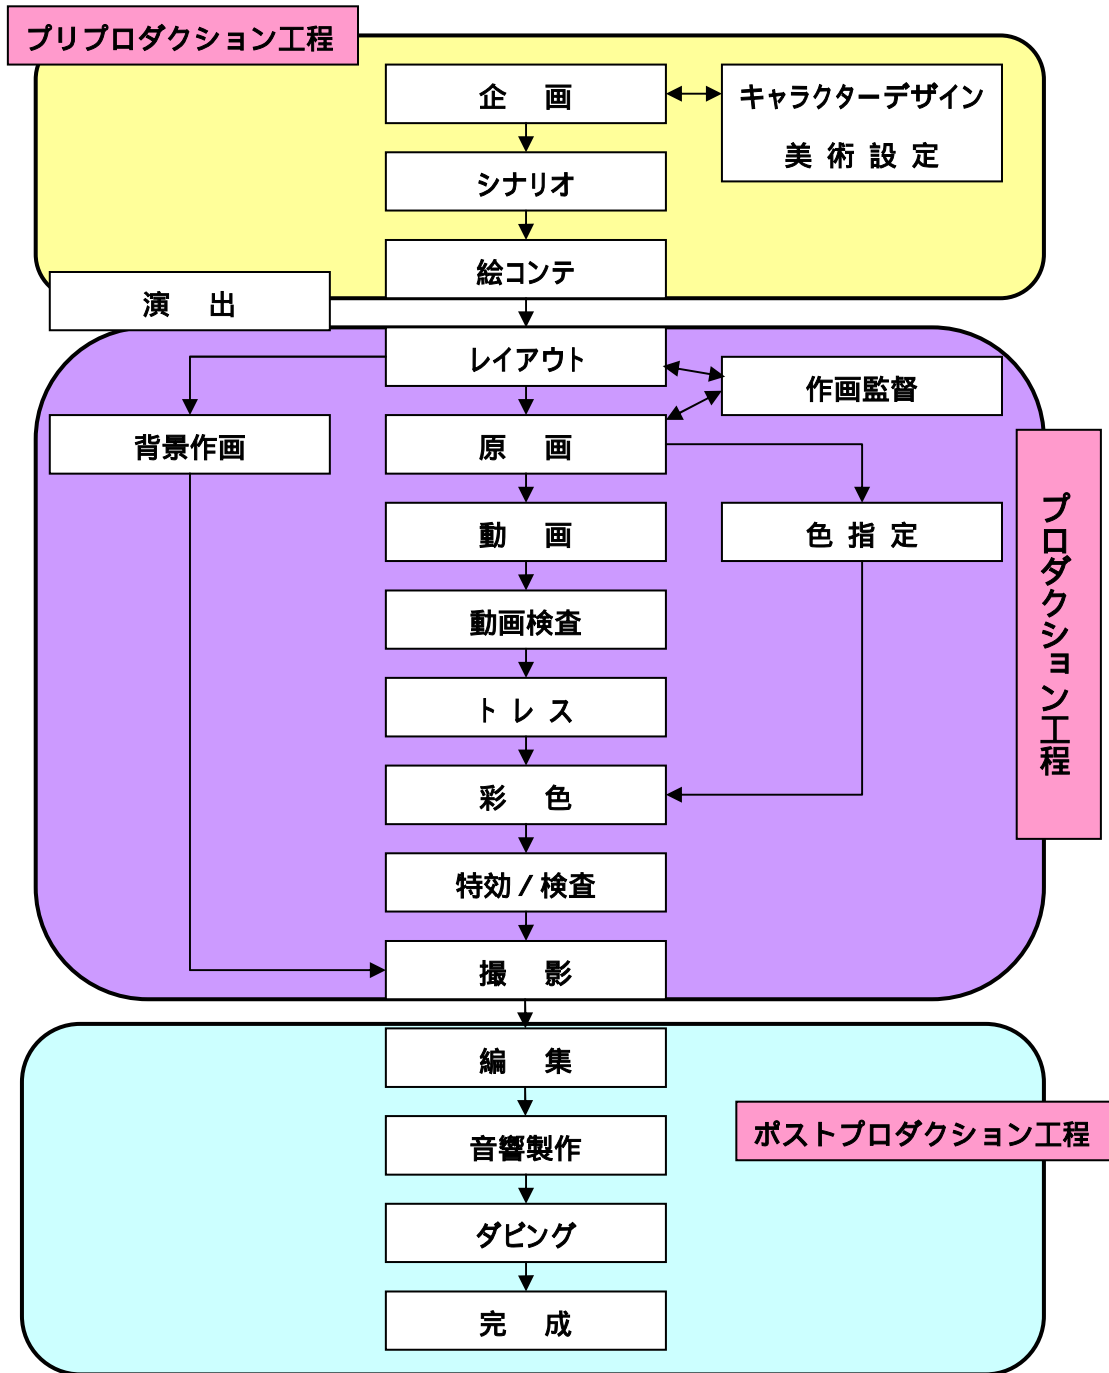 プリプロダクション工程
企 画
キャラクターデザイン
美 術 設 定
シナリオ
絵コンテ
演 出
レイアウト
作画監督
背景作画
原 画
動 画
色 指 定
プロダクション工程
動画検査
ト レ ス
彩 色
特効/検査
撮 影
編 集
音響製作
ポストプロダクション工程
ダビング
完 成